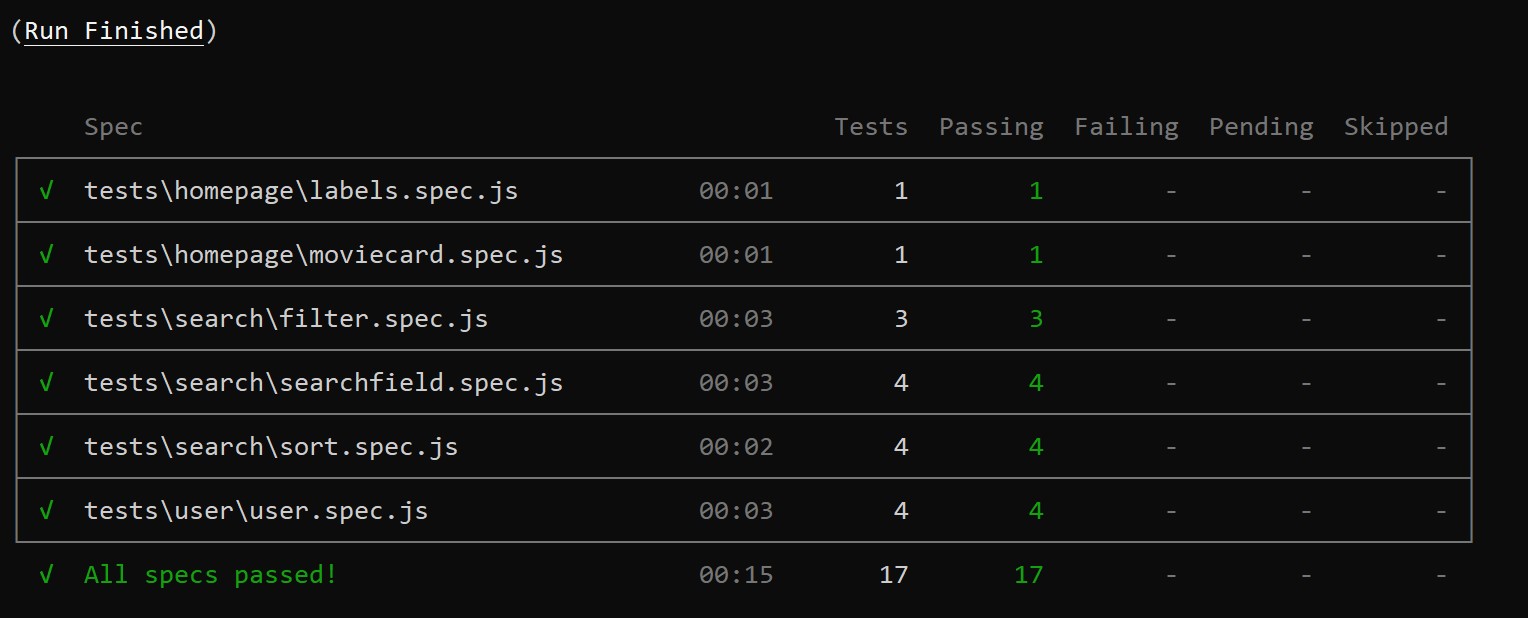 (Run Finished)
Spec Tests Passing Failing Pending Skipped
√ tests\homepage\labels.spec.js 00:01 1 1 - - -
√ tests\homepage\moviecard.spec.js 00:01 1 1 - - -
√ tests\search\filter.spec.js 00:03 3 3 - - -
√ tests\search\searchfield.spec.js 00:03 4 4 - - -
√ tests\search\sort.spec.js 00:02 4 4 - - -
√ tests\user\user.spec.js 00:03 4 4 - - -
√ All specs passed! 00:15 17 17 - - -